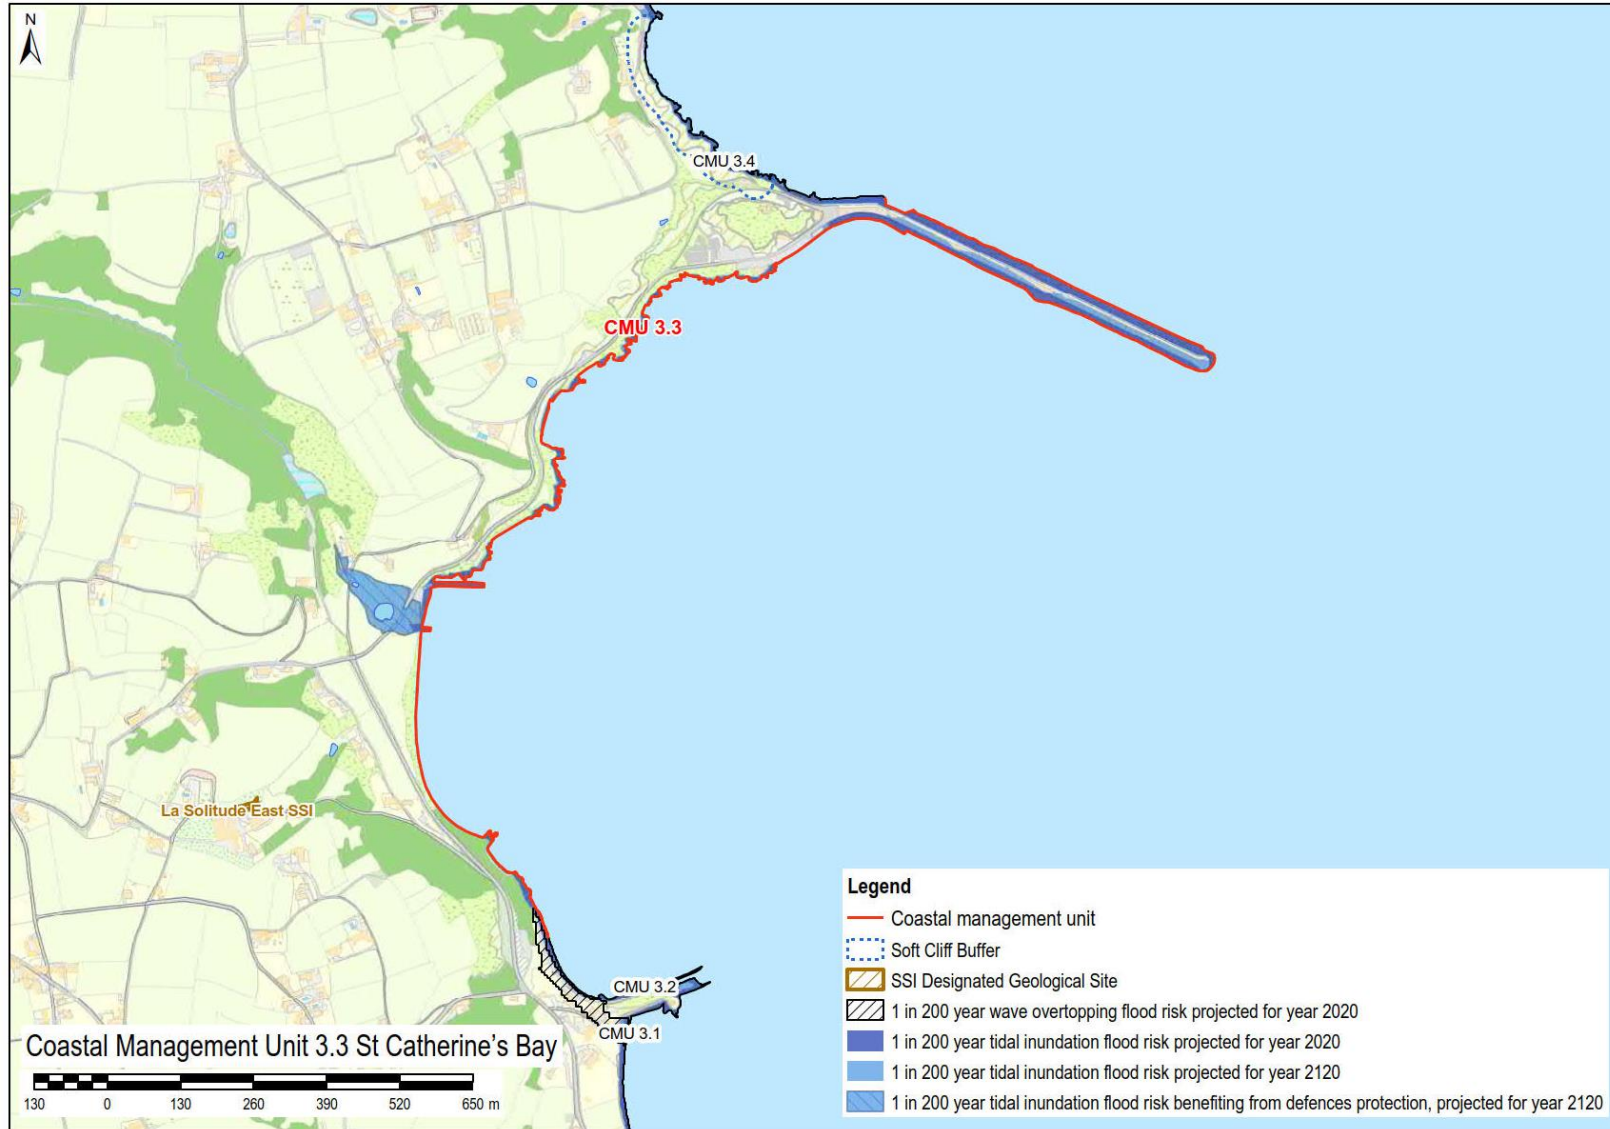 N
CMU 3.4
CMU 3.3
La Solitude East SSI
CMU 3.2
CMU 3.1
Coastal Management Unit 3.3 St Catherine's Bay
130 0 130 260 390 520 650 m
Legend
Coastal management unit
Soft Cliff Buffer
SSI Designated Geological Site
1 in 200 year wave overtopping flood risk projected for year 2020
1 in 200 year tidal inundation flood risk projected for year 2020
1 in 200 year tidal inundation flood risk projected for year 2120
1 in 200 year tidal inundation flood risk benefiting from defences protection, projected for year 2120